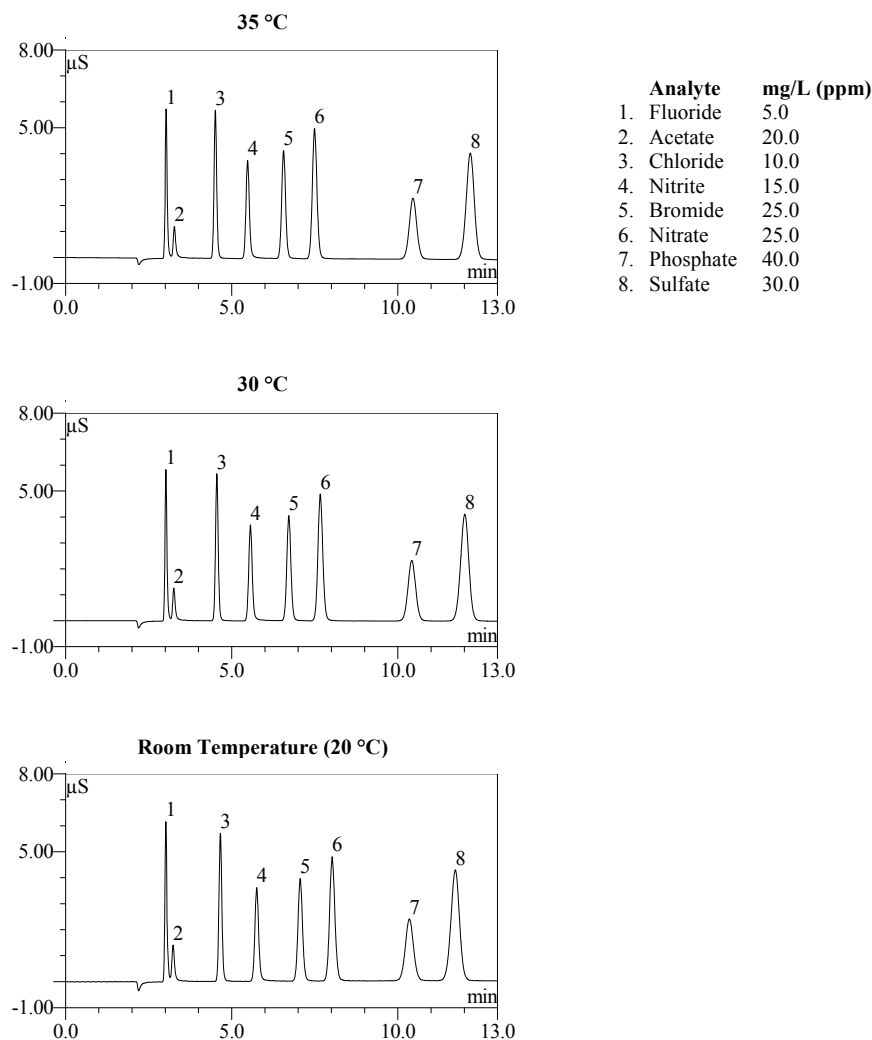 35 °C
8.00
µS
1
3
6
5
8
5.00
4
7
2
min
-1.00
0.0 5.0 10.0 13.0
Analyte mg/L (ppm)
1. Fluoride 5.0
2. Acetate 20.0
3. Chloride 10.0
4. Nitrite 15.0
5. Bromide 25.0
6. Nitrate 25.0
7. Phosphate 40.0
8. Sulfate 30.0
30 °C
8.00
µS
1
3
6
5
8
5.00
4
7
2
min
-1.00
0.0 5.0 10.0 13.0
Room Temperature (20 °C)
8.00
µS
1
3
6
5
8
5.00
4
7
2
min
-1.00
0.0 5.0 10.0 13.0